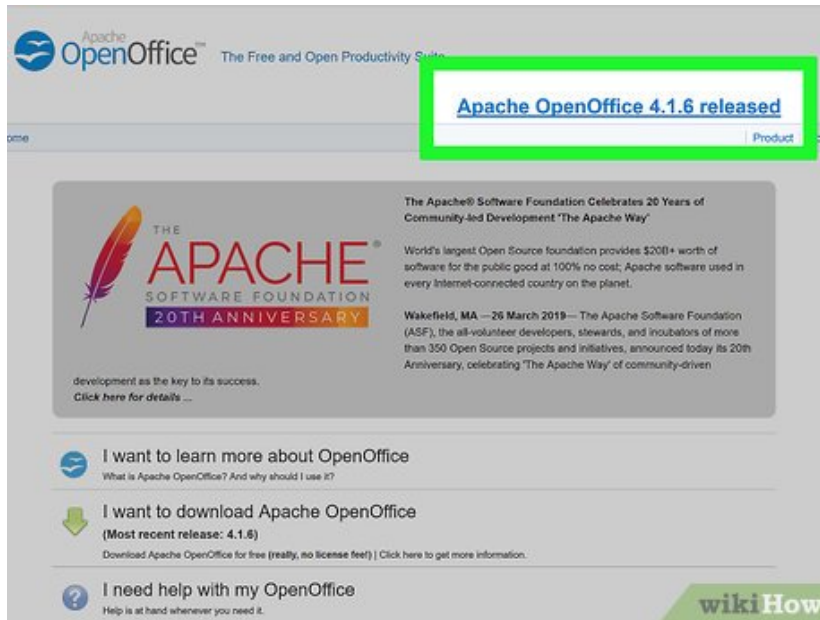 Apache
OpenOffice™ The Free and Open Productivity Suite
Apache OpenOffice 4.1.6 released
ome
Product
THE
APACHE®
SOFTWARE FOUNDATION
20TH ANNIVERSARY
The Apache® Software Foundation Celebrates 20 Years of
Community-led Development 'The Apache Way'
World's largest Open Source foundation provides $20B+ worth of
software for the public good at 100% no cost; Apache software used in
every Internet-connected country on the planet.
Wakefield, MA —26 March 2019— The Apache Software Foundation
(ASF), the all-volunteer developers, stewards, and incubators of more
than 350 Open Source projects and initiatives, announced today its 20th
Anniversary, celebrating 'The Apache Way' of community-driven
development as the key to its success.
Click here for details ...
I want to learn more about OpenOffice
What is Apache OpenOffice? And why should I use it?
I want to download Apache OpenOffice
(Most recent release: 4.1.6)
Download Apache OpenOffice for free (really, no license fee!) | Click here to get more information.
I need help with my OpenOffice
Help is at hand whenever you need it.
wikiHow